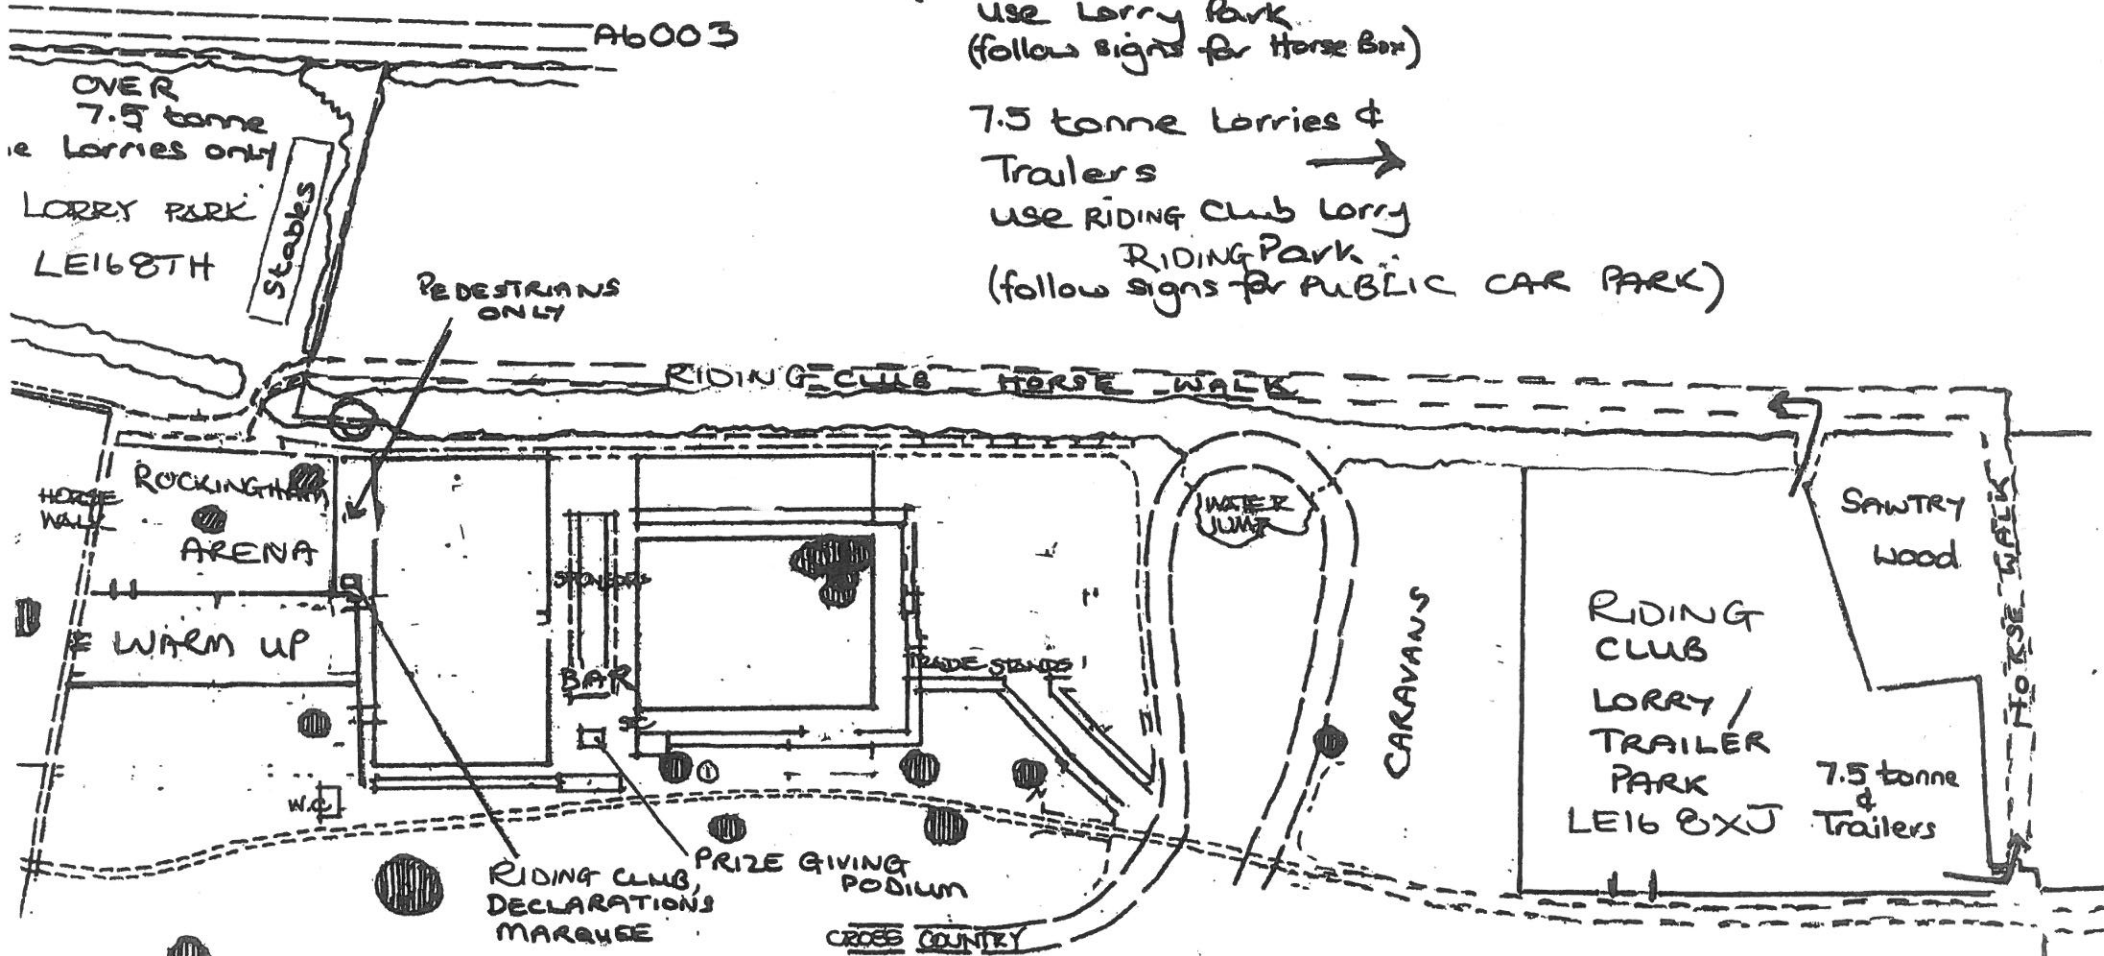 A6003
use Lorry Park
(follow signs for Horse Box)
OVER
7.5 tonne
Lorries only
LORRY PARK
LE16 8TH
Stables
7.5 tonne Lorries &
Trailers
use RIDING Club Lorry
RIDING Park
(follow signs for PUBLIC CAR PARK)
PEDESTRIANS
ONLY
RIDING CLUB HORSE WALK
HORSE
WALK
ROCKINGHAM
ARENA
WARM UP
SPONSORS
BAR
WATER
JUMP
TRADE STANDS
CARAVANS
SAWTRY
Wood
HORSE WALK
RIDING
CLUB
LORRY /
TRAILER
PARK
LE16 8XJ
7.5 tonne
&
Trailers
W.C
RIDING CLUB,
DECLARATIONS
MARQUEE
PRIZE GIVING
PODIUM
CROSS COUNTRY